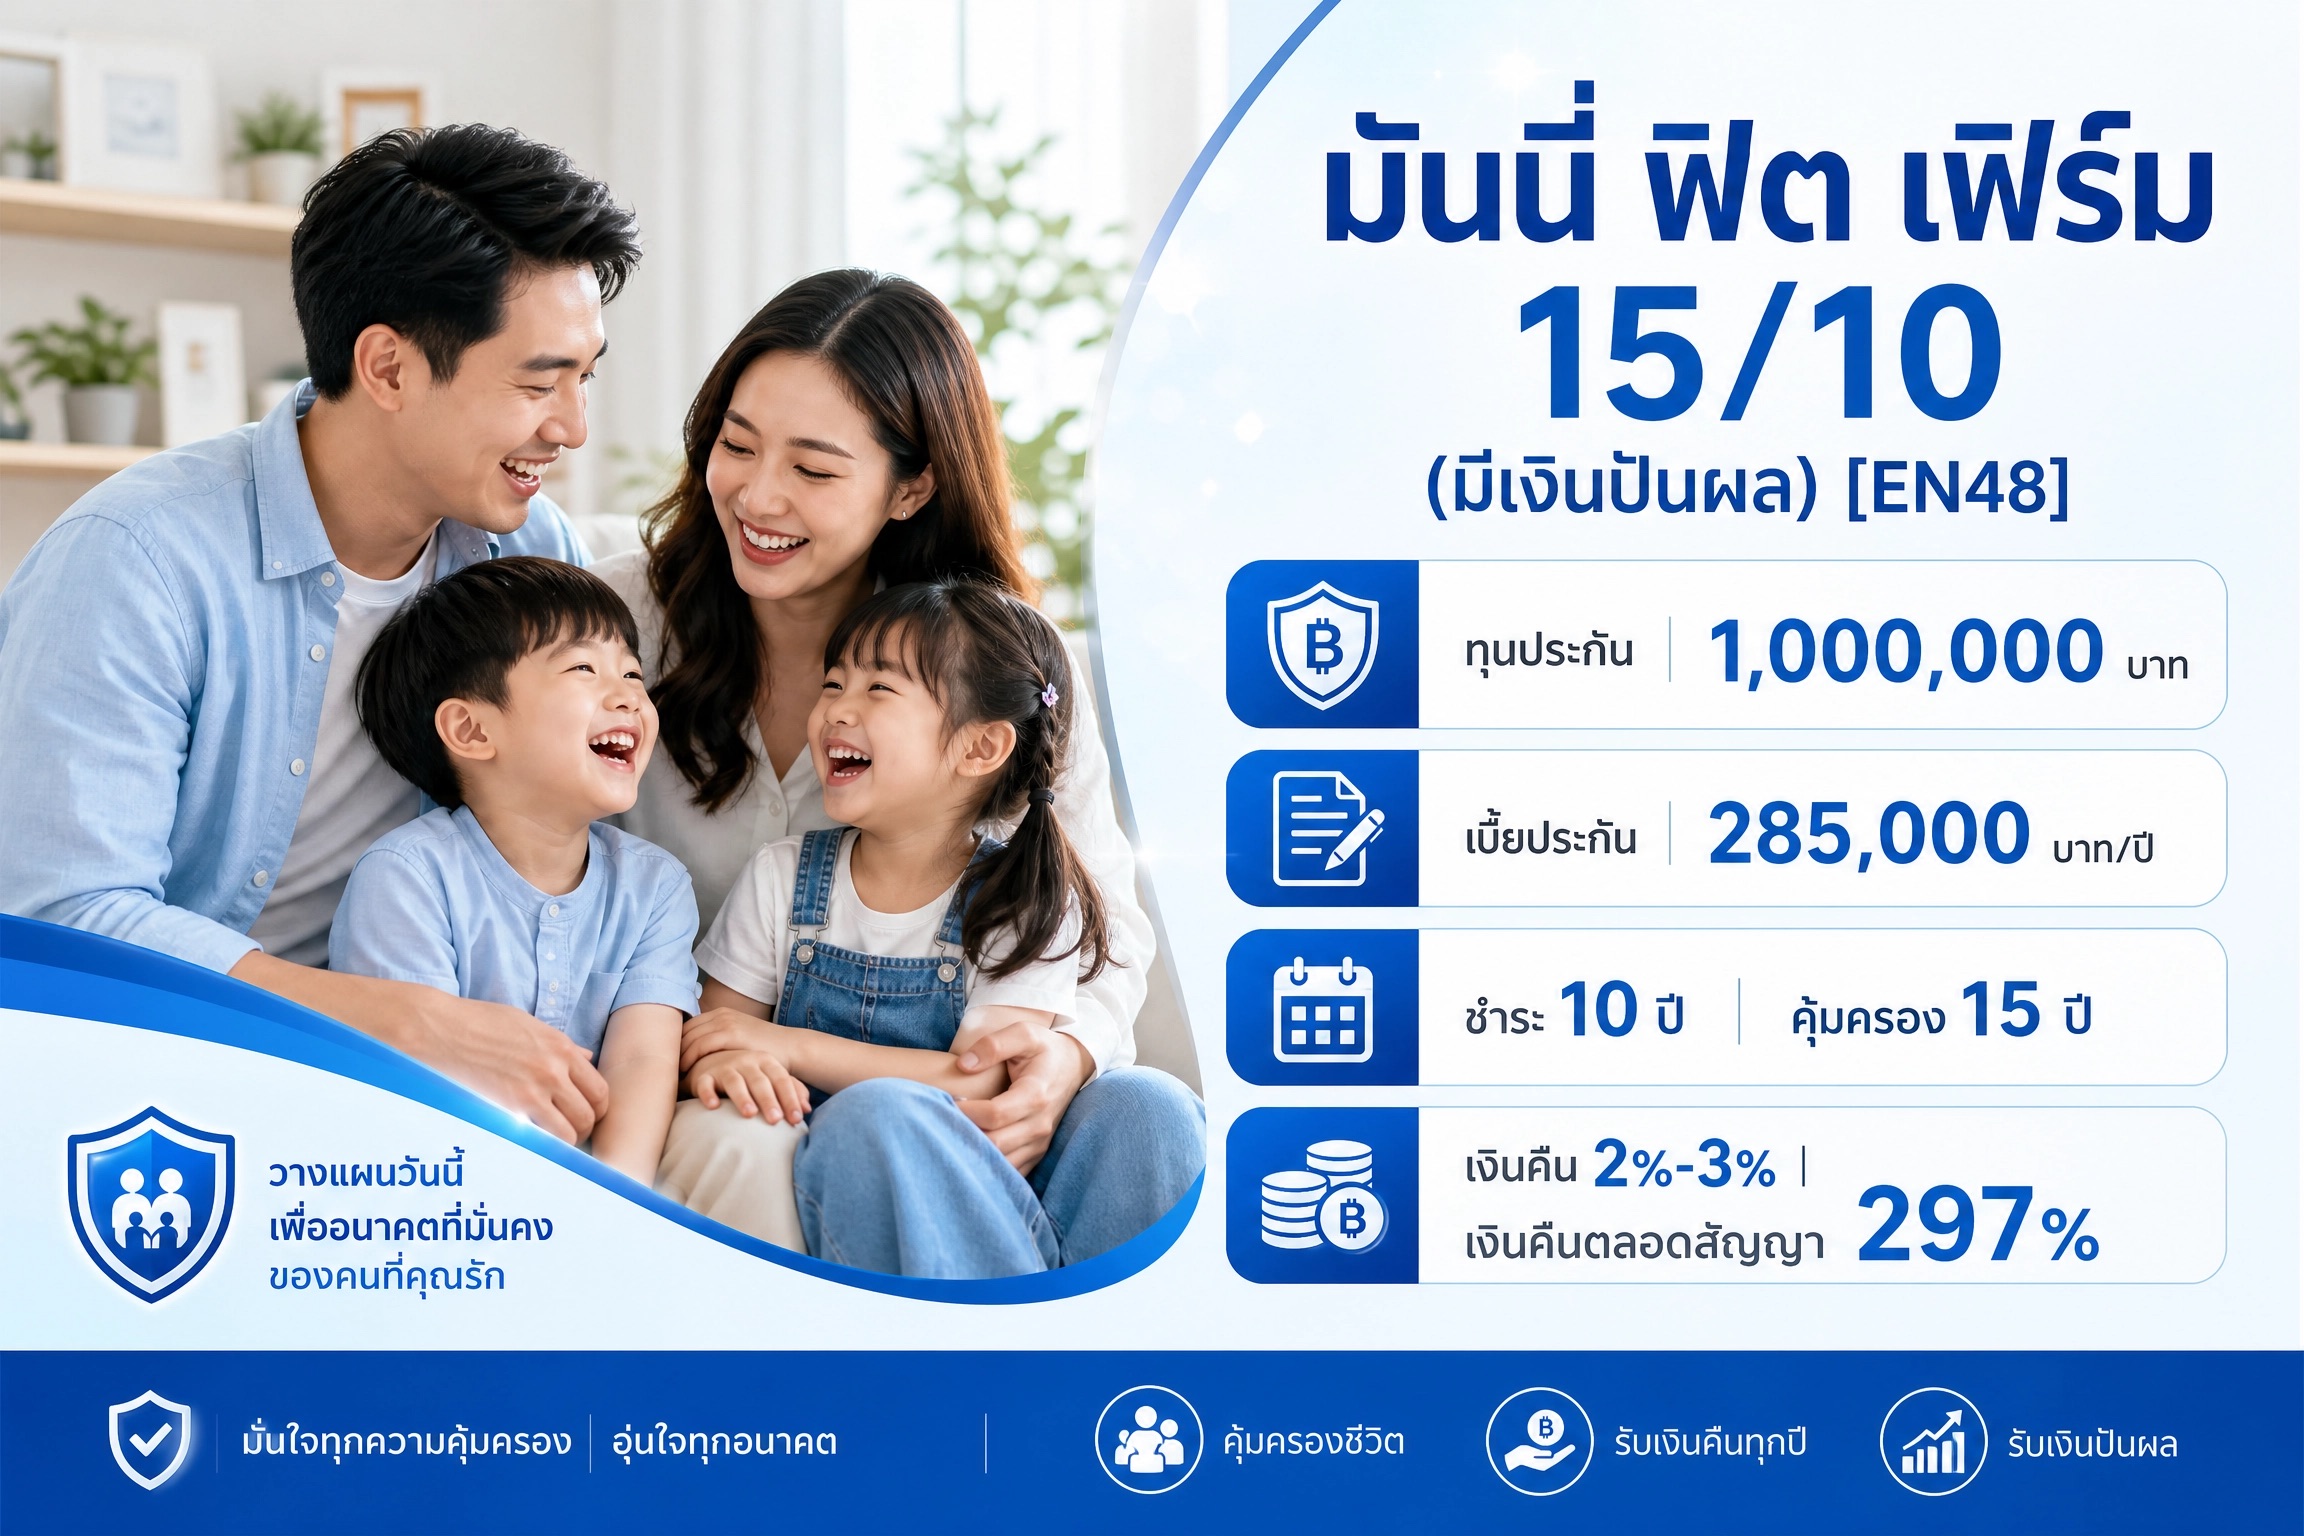 มันนี่ ฟิต เฟิร์ม
15/10
(มีเงินปันผล) [EN48]
ทุนประกัน 1,000,000 บาท
เบี้ยประกัน 285,000 บาท/ปี
ชำระ 10 ปี คุ้มครอง 15 ปี
เงินคืน 2%-3% |
เงินคืนตลอดสัญญา 297%
วางแผนวันนี้
เพื่ออนาคตที่มั่นคง
ของคนที่คุณรัก
มั่นใจทุกความคุ้มครอง | อุ่นใจทุกอนาคต | คุ้มครองชีวิต รับเงินคืนทุกปี รับเงินปันผล